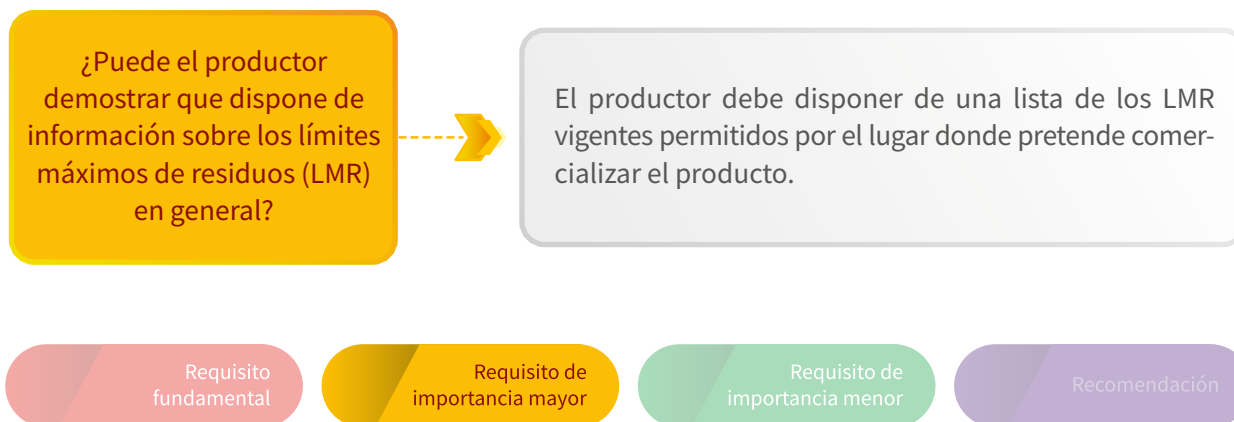 ¿Puede el productor
demostrar que dispone de
información sobre los límites
máximos de residuos (LMR)
en general?
El productor debe disponer de una lista de los LMR
vigentes permitidos por el lugar donde pretende comer-
cializar el producto.
Requisito
fundamental
Requisito de
importancia mayor
Requisito de
importancia menor
Recomendación